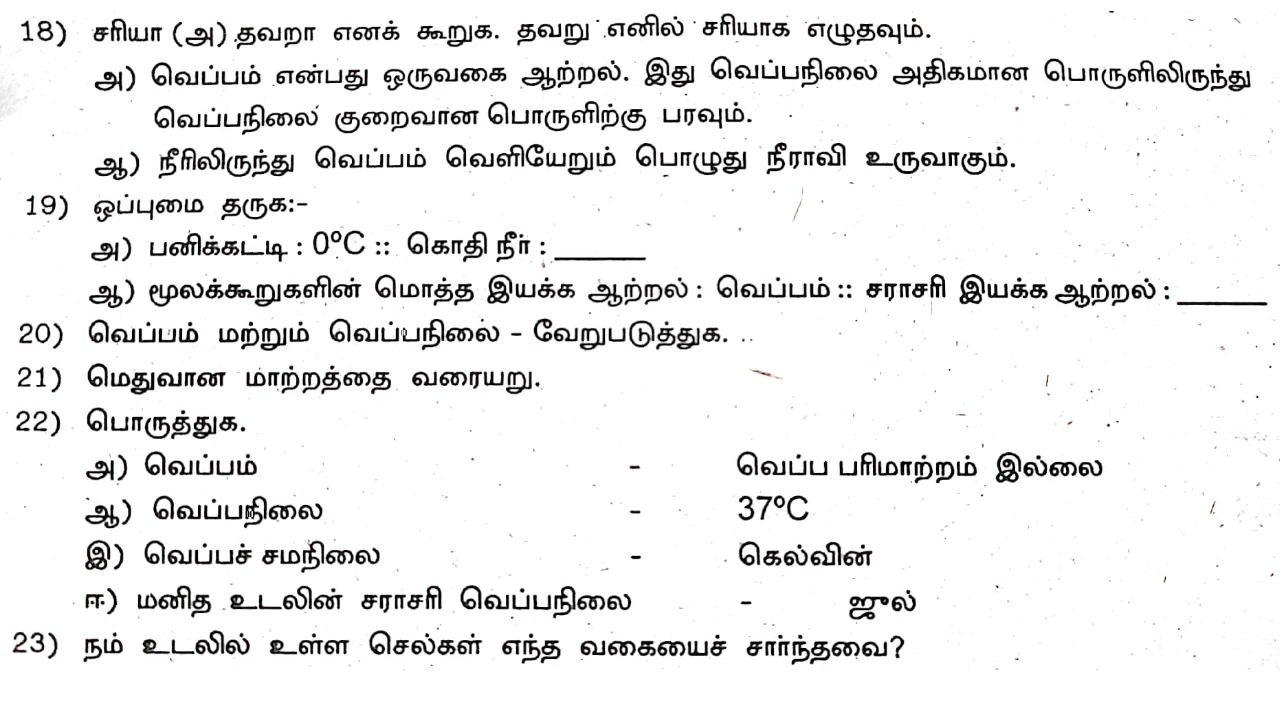 18) சரியா (அ) தவறா எனக் கூறுக. தவறு எனில் சரியாக எழுதவும்.
அ) வெப்பம் என்பது ஒருவகை ஆற்றல். இது வெப்பநிலை அதிகமான பொருளிலிருந்து
வெப்பநிலை குறைவான பொருளிற்கு பரவும்.
ஆ) நீரிலிருந்து வெப்பம் வெளியேறும் பொழுது நீராவி உருவாகும்.
19) ஒப்புமை தருக:-
அ) பனிக்கட்டி : 0°C :: கொதி நீர் : ______
ஆ) மூலக்கூறுகளின் மொத்த இயக்க ஆற்றல் : வெப்பம் :: சராசரி இயக்க ஆற்றல் : ______
20) வெப்பம் மற்றும் வெப்பநிலை - வேறுபடுத்துக.
21) மெதுவான மாற்றத்தை வரையறு.
22) பொருத்துக.
அ) வெப்பம் - வெப்ப பரிமாற்றம் இல்லை
ஆ) வெப்பநிலை - 37°C
இ) வெப்பச் சமநிலை - கெல்வின்
ஈ) மனித உடலின் சராசரி வெப்பநிலை - ஜுல்
23) நம் உடலில் உள்ள செல்கள் எந்த வகையைச் சார்ந்தவை?